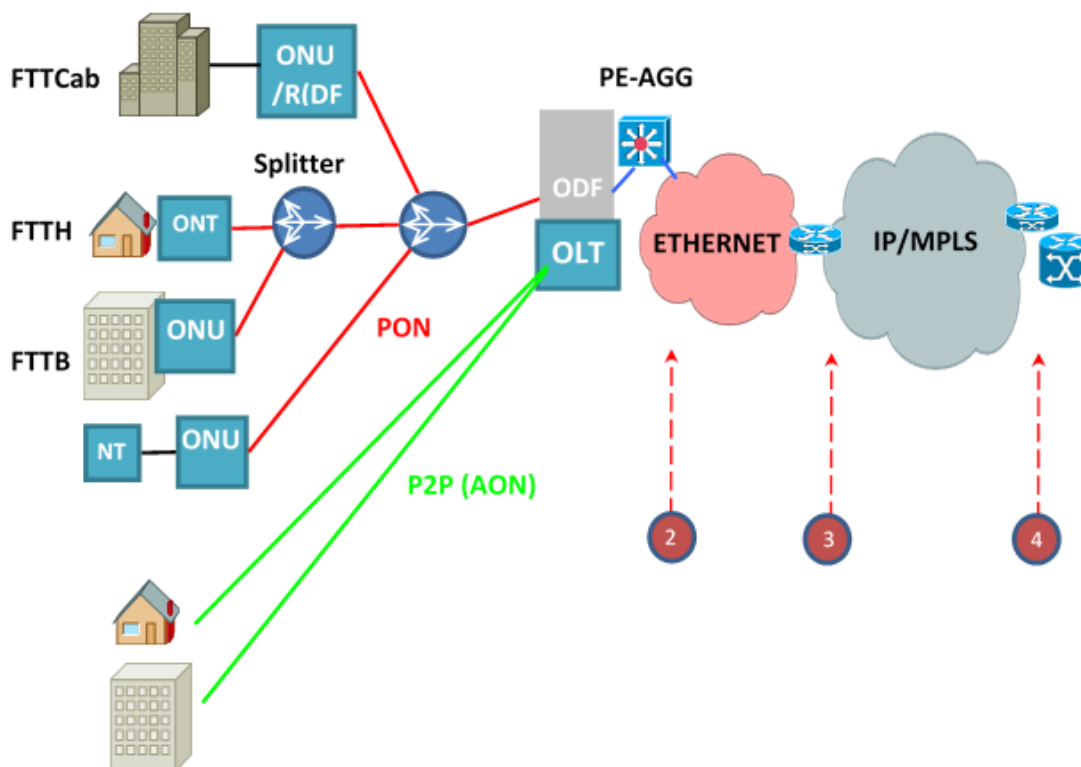 FTTCab
ONU
/R(DF
PE-AGG
Splitter
FTTH
ONT
ODF
OLT
ETHERNET
IP/MPLS
FTTB
ONU
PON
NT
ONU
P2P (AON)
2
3
4